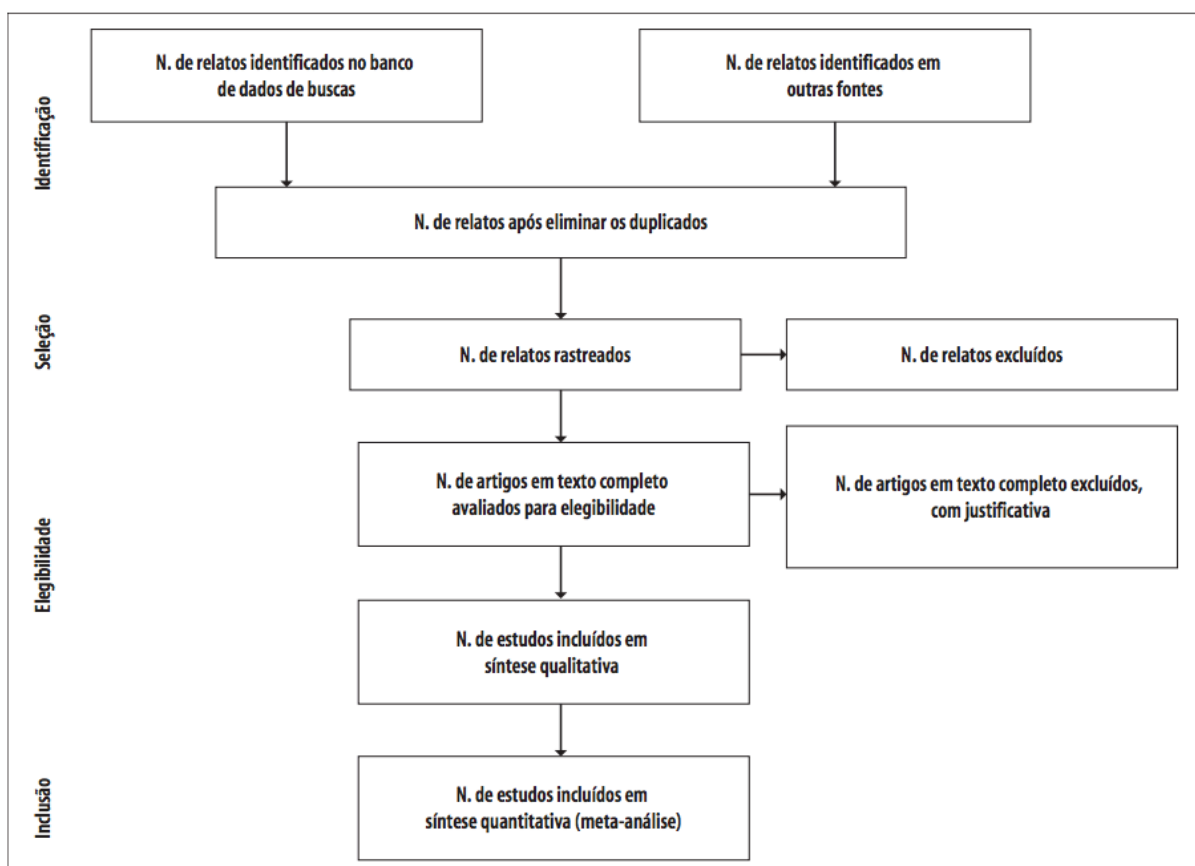 Identificação
N. de relatos identificados no banco
de dados de buscas
N. de relatos identificados em
outras fontes
N. de relatos após eliminar os duplicados
Seleção
N. de relatos rastreados
N. de relatos excluídos
Elegibilidade
N. de artigos em texto completo
avaliados para elegibilidade
N. de artigos em texto completo excluídos,
com justificativa
N. de estudos incluídos em
síntese qualitativa
Inclusão
N. de estudos incluídos em
síntese quantitativa (meta-análise)